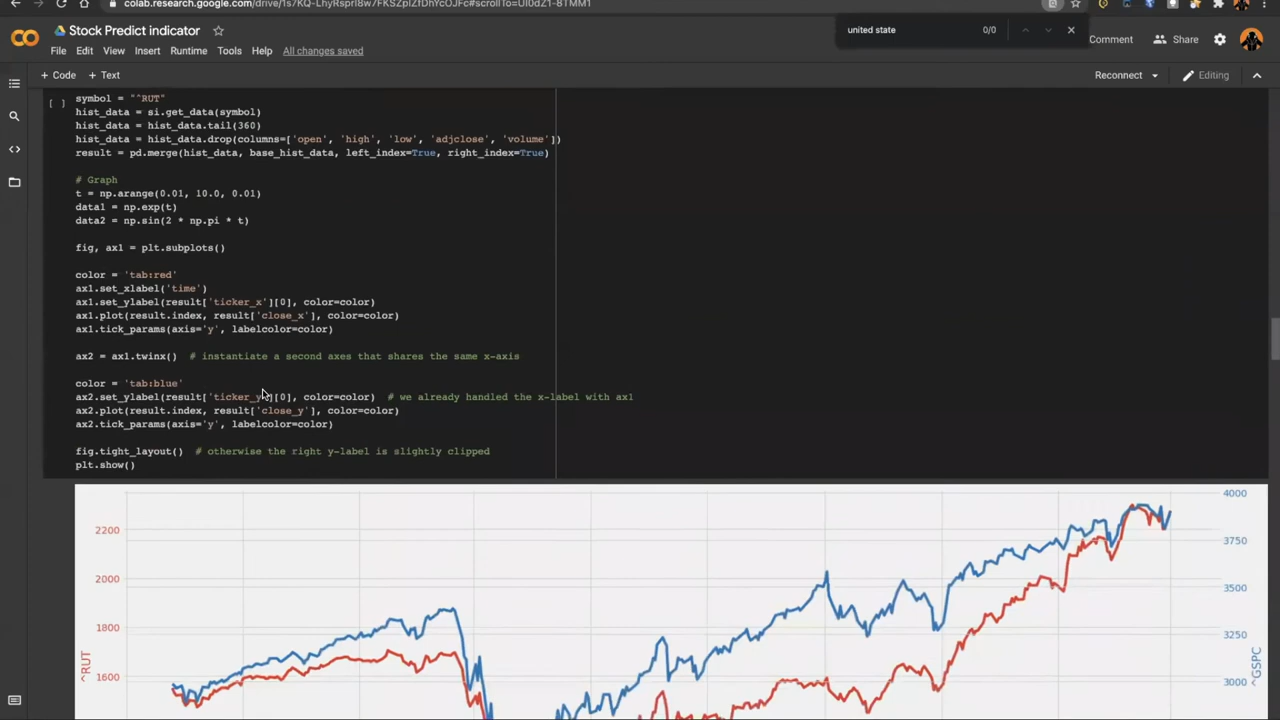 colab.research.google.com/drive/1s7KQ-LhyRsprl8w7FKSZpIZfDhYcOJFc#scrollTo=UI0dZ1-8TMM1
Stock Predict indicator
united state
0/0
File Edit View Insert Runtime Tools Help All changes saved
Comment
Share
+ Code + Text
Reconnect
Editing
[ ]
symbol = "^RUT"
hist_data = si.get_data(symbol)
hist_data = hist_data.tail(360)
hist_data = hist_data.drop(columns=['open', 'high', 'low', 'adjclose', 'volume'])
result = pd.merge(hist_data, base_hist_data, left_index=True, right_index=True)
# Graph
t = np.arange(0.01, 10.0, 0.01)
data1 = np.exp(t)
data2 = np.sin(2 * np.pi * t)
fig, ax1 = plt.subplots()
color = 'tab:red'
ax1.set_xlabel('time')
ax1.set_ylabel(result['ticker_x'][0], color=color)
ax1.plot(result.index, result['close_x'], color=color)
ax1.tick_params(axis='y', labelcolor=color)
ax2 = ax1.twinx()  # instantiate a second axes that shares the same x-axis
color = 'tab:blue'
ax2.set_ylabel(result['ticker_y'][0], color=color)  # we already handled the x-label with ax1
ax2.plot(result.index, result['close_y'], color=color)
ax2.tick_params(axis='y', labelcolor=color)
fig.tight_layout()  # otherwise the right y-label is slightly clipped
plt.show()
2200
2000
1800
1600
^RUT
4000
3750
3500
3250
3000
^GSPC